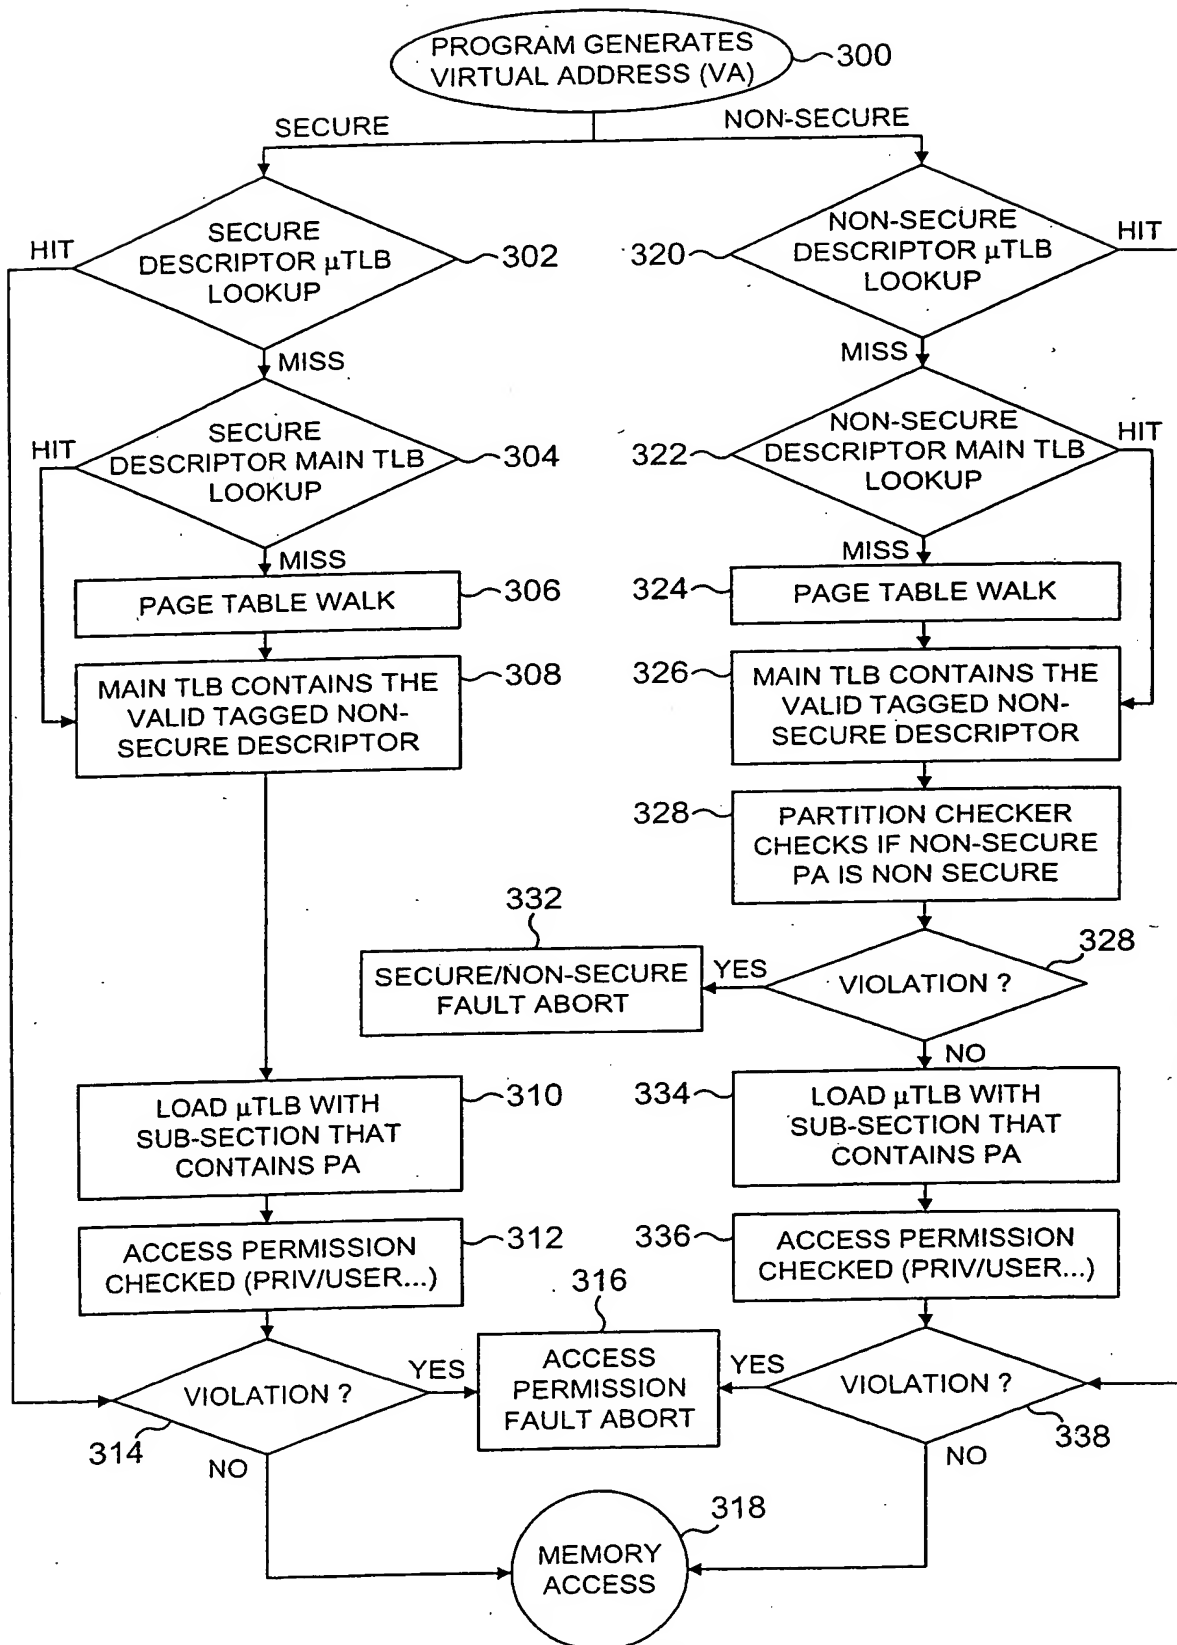 PROGRAM GENERATES
VIRTUAL ADDRESS (VA)
300
SECURE
NON-SECURE
HIT
SECURE
DESCRIPTOR μTLB
LOOKUP
302
320
NON-SECURE
DESCRIPTOR μTLB
LOOKUP
HIT
MISS
MISS
HIT
SECURE
DESCRIPTOR MAIN TLB
LOOKUP
304
322
NON-SECURE
DESCRIPTOR MAIN TLB
LOOKUP
HIT
MISS
MISS
PAGE TABLE WALK
306
324
PAGE TABLE WALK
MAIN TLB CONTAINS THE
VALID TAGGED NON-
SECURE DESCRIPTOR
308
326
MAIN TLB CONTAINS THE
VALID TAGGED NON-
SECURE DESCRIPTOR
328
PARTITION CHECKER
CHECKS IF NON-SECURE
PA IS NON SECURE
332
SECURE/NON-SECURE
FAULT ABORT
YES
VIOLATION ?
328
NO
LOAD μTLB WITH
SUB-SECTION THAT
CONTAINS PA
310
334
LOAD μTLB WITH
SUB-SECTION THAT
CONTAINS PA
ACCESS PERMISSION
CHECKED (PRIV/USER...)
312
336
ACCESS PERMISSION
CHECKED (PRIV/USER...)
316
VIOLATION ?
314
YES
ACCESS
PERMISSION
FAULT ABORT
YES
VIOLATION ?
338
NO
NO
318
MEMORY
ACCESS